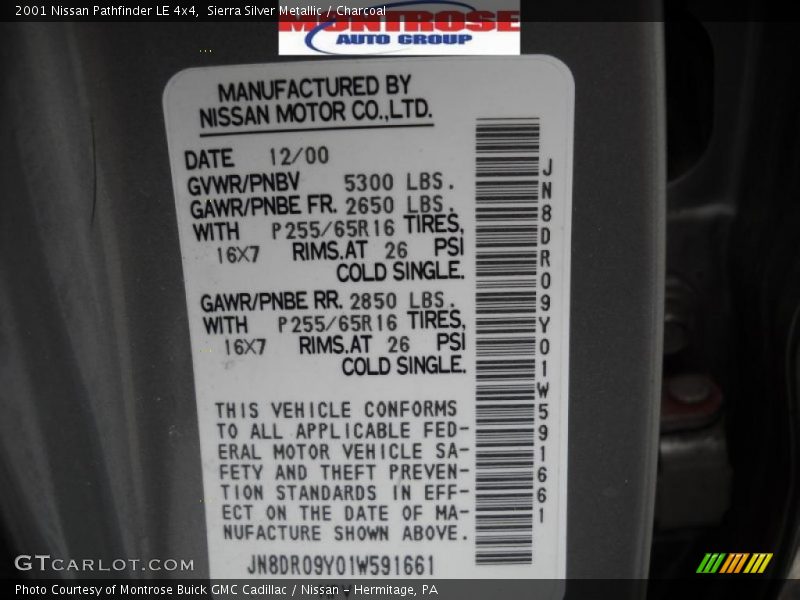 2001 Nissan Pathfinder LE 4x4, Sierra Silver Metallic / Charcoal
MONTROSE
AUTO GROUP
MANUFACTURED BY
NISSAN MOTOR CO.,LTD.
DATE 12/00
GVWR/PNBV 5300 LBS.
GAWR/PNBE FR. 2650 LBS.
WITH P255/65R16 TIRES,
16X7 RIMS.AT 26 PSI
COLD SINGLE.
GAWR/PNBE RR. 2850 LBS.
WITH P255/65R16 TIRES,
16X7 RIMS.AT 26 PSI
COLD SINGLE.
THIS VEHICLE CONFORMS
TO ALL APPLICABLE FED-
ERAL MOTOR VEHICLE SA-
FETY AND THEFT PREVEN-
TION STANDARDS IN EFF-
ECT ON THE DATE OF MA-
NUFACTURE SHOWN ABOVE.
JN8DR09Y01W591661
JN8DR09Y01W591661
GTCARLOT.COM
Photo Courtesy of Montrose Buick GMC Cadillac / Nissan - Hermitage, PA